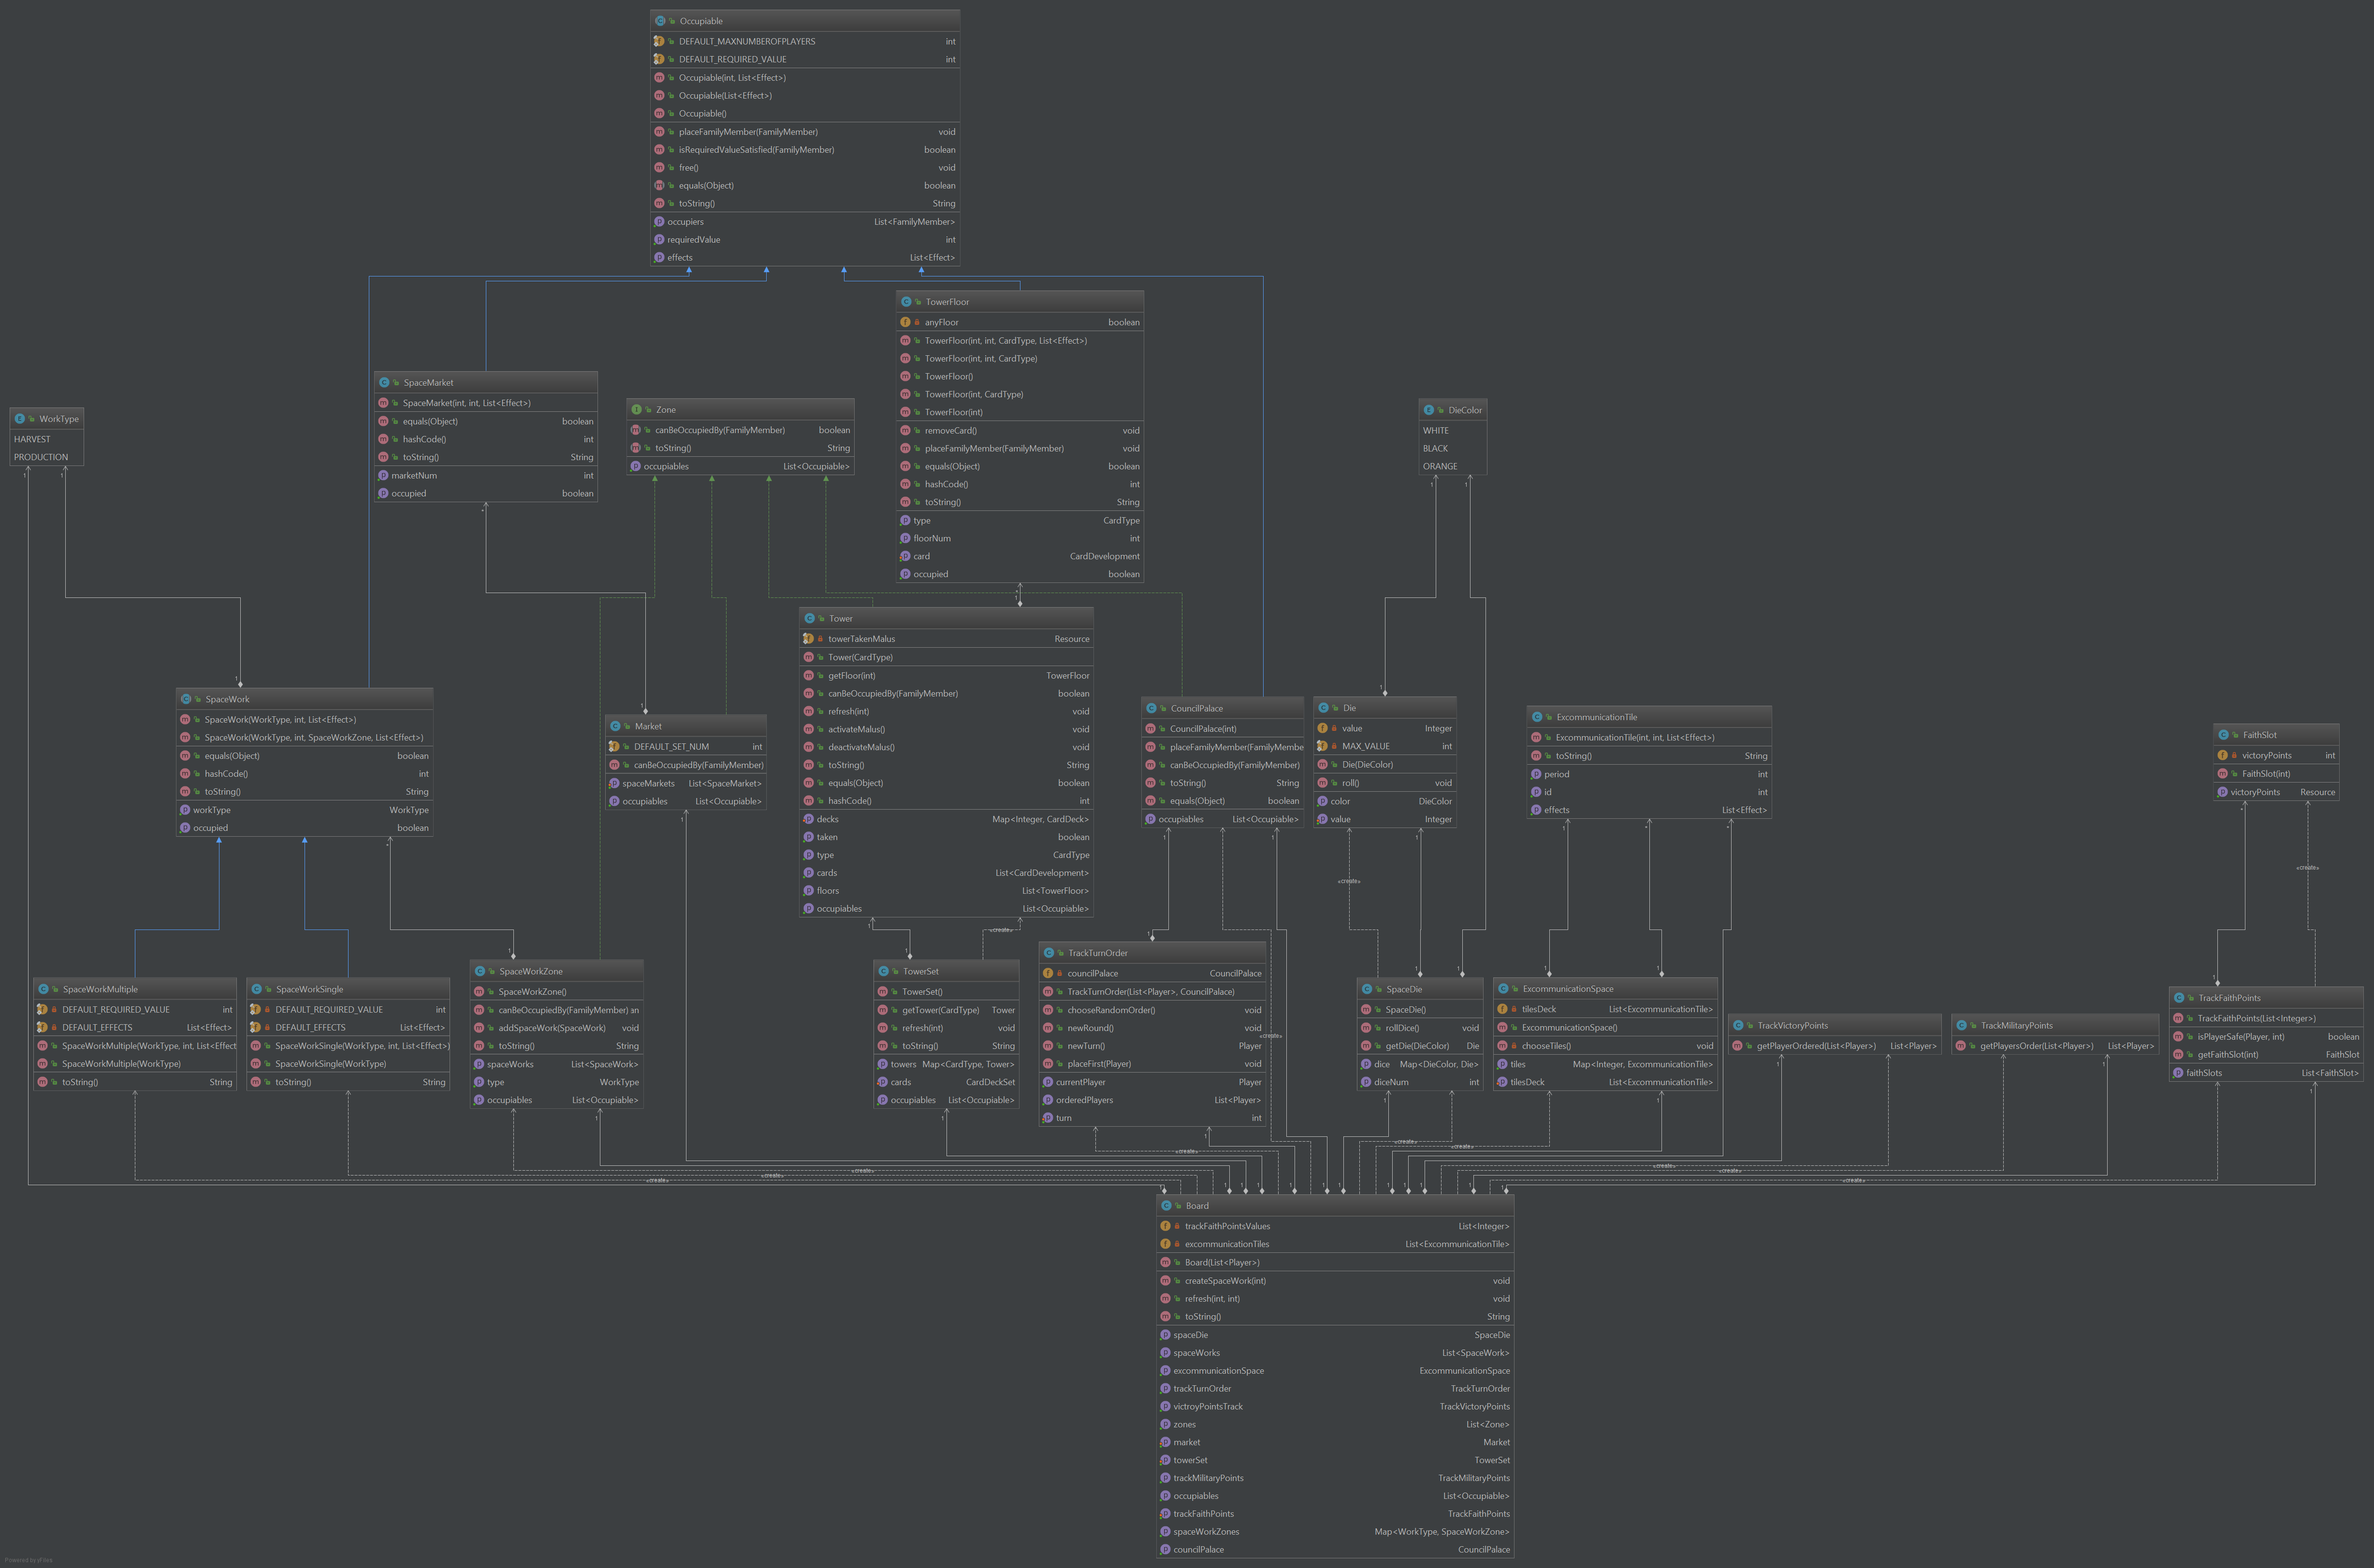 Occupiable
DEFAULT_MAXNUMBEROFPLAYERS int
DEFAULT_REQUIRED_VALUE int
Occupiable(int, List<Effect>)
Occupiable(List<Effect>)
Occupiable()
placeFamilyMember(FamilyMember) void
isRequiredValueSatisfied(FamilyMember) boolean
free() void
equals(Object) boolean
toString() String
occupiers List<FamilyMember>
requiredValue int
effects List<Effect>
TowerFloor
anyFloor boolean
TowerFloor(int, int, CardType, List<Effect>)
TowerFloor(int, int, CardType)
TowerFloor()
TowerFloor(int, CardType)
TowerFloor(int)
removeCard() void
placeFamilyMember(FamilyMember) void
equals(Object) boolean
hashCode() int
toString() String
type CardType
floorNum int
card CardDevelopment
occupied boolean
SpaceMarket
SpaceMarket(int, int, List<Effect>)
equals(Object) boolean
hashCode() int
toString() String
marketNum int
occupied boolean
Zone
canBeOccupiedBy(FamilyMember) boolean
toString() String
occupiables List<Occupiable>
WorkType
HARVEST
PRODUCTION
DieColor
WHITE
BLACK
ORANGE
Tower
towerTakenMalus Resource
Tower(CardType)
getFloor(int) TowerFloor
canBeOccupiedBy(FamilyMember) boolean
refresh(int) void
activateMalus() void
deactivateMalus() void
toString() String
equals(Object) boolean
hashCode() int
decks Map<Integer, CardDeck>
taken boolean
type CardType
cards List<CardDevelopment>
floors List<TowerFloor>
occupiables List<Occupiable>
SpaceWork
SpaceWork(WorkType, int, List<Effect>)
SpaceWork(WorkType, int, SpaceWorkZone, List<Effect>)
equals(Object) boolean
hashCode() int
toString() String
workType WorkType
occupied boolean
Market
DEFAULT_SET_NUM int
canBeOccupiedBy(FamilyMember)
spaceMarkets List<SpaceMarket>
occupiables List<Occupiable>
CouncilPalace
CouncilPalace(int)
placeFamilyMember(FamilyMembe
canBeOccupiedBy(FamilyMember)
toString() String
equals(Object) boolean
occupiables List<Occupiable>
Die
value Integer
MAX_VALUE int
Die(DieColor)
roll() void
color DieColor
value Integer
ExcommunicationTile
ExcommunicationTile(int, int, List<Effect>)
toString() String
period int
id int
effects List<Effect>
FaithSlot
victoryPoints int
FaithSlot(int)
victoryPoints Resource
SpaceWorkMultiple
DEFAULT_REQUIRED_VALUE int
DEFAULT_EFFECTS List<Effect>
SpaceWorkMultiple(WorkType, int, List<Effect
SpaceWorkMultiple(WorkType)
toString() String
SpaceWorkSingle
DEFAULT_REQUIRED_VALUE int
DEFAULT_EFFECTS List<Effect>
SpaceWorkSingle(WorkType, int, List<Effect>)
SpaceWorkSingle(WorkType)
toString() String
SpaceWorkZone
SpaceWorkZone()
canBeOccupiedBy(FamilyMember) an
addSpaceWork(SpaceWork) void
toString() String
spaceWorks List<SpaceWork>
type WorkType
occupiables List<Occupiable>
TowerSet
TowerSet()
getTower(CardType) Tower
refresh(int) void
toString() String
towers Map<CardType, Tower>
cards CardDeckSet
occupiables List<Occupiable>
TrackTurnOrder
councilPalace CouncilPalace
TrackTurnOrder(List<Player>, CouncilPalace)
chooseRandomOrder() void
newRound() void
newTurn() Player
placeFirst(Player) void
currentPlayer Player
orderedPlayers List<Player>
turn int
SpaceDie
SpaceDie()
rollDice() void
getDie(DieColor) Die
dice Map<DieColor, Die>
diceNum int
ExcommunicationSpace
tilesDeck List<ExcommunicationTile>
ExcommunicationSpace()
chooseTiles() void
tiles Map<Integer, ExcommunicationTile>
tilesDeck List<ExcommunicationTile>
TrackVictoryPoints
getPlayerOrdered(List<Player>) List<Player>
TrackMilitaryPoints
getPlayersOrder(List<Player>) List<Player>
TrackFaithPoints
TrackFaithPoints(List<Integer>)
isPlayerSafe(Player, int) boolean
getFaithSlot(int) FaithSlot
faithSlots List<FaithSlot>
«create»
«create»
«create»
«create»
«create»
«create»
«create»
«create»
«create»
«create»
«create»
«create»
«create»
«create»
Board
trackFaithPointsValues List<Integer>
excommunicationTiles List<ExcommunicationTile>
Board(List<Player>)
createSpaceWork(int) void
refresh(int, int) void
toString() String
spaceDie SpaceDie
spaceWorks List<SpaceWork>
excommunicationSpace ExcommunicationSpace
trackTurnOrder TrackTurnOrder
victroyPointsTrack TrackVictoryPoints
zones List<Zone>
market Market
towerSet TowerSet
trackMilitaryPoints TrackMilitaryPoints
occupiables List<Occupiable>
trackFaithPoints TrackFaithPoints
spaceWorkZones Map<WorkType, SpaceWorkZone>
councilPalace CouncilPalace
Powered by yFiles